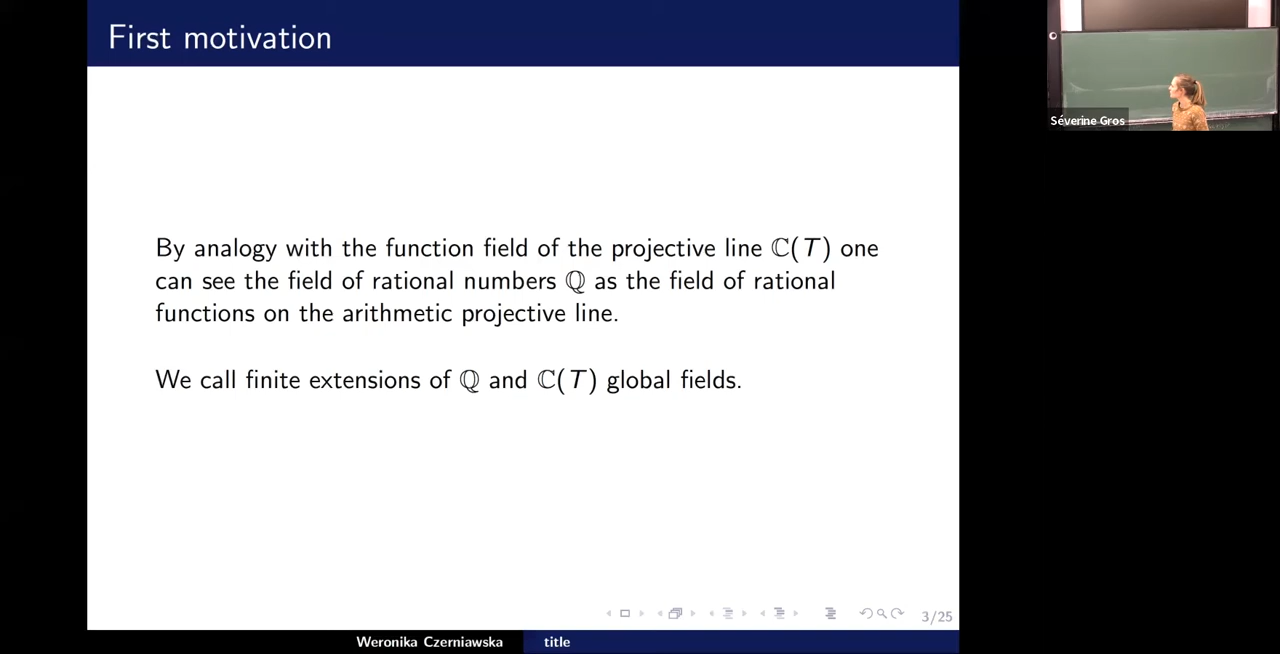 First motivation
Séverine Gros
By analogy with the function field of the projective line ℂ(T) one
can see the field of rational numbers ℚ as the field of rational
functions on the arithmetic projective line.
We call finite extensions of ℚ and ℂ(T) global fields.
3/25
Weronika Czerniawska title